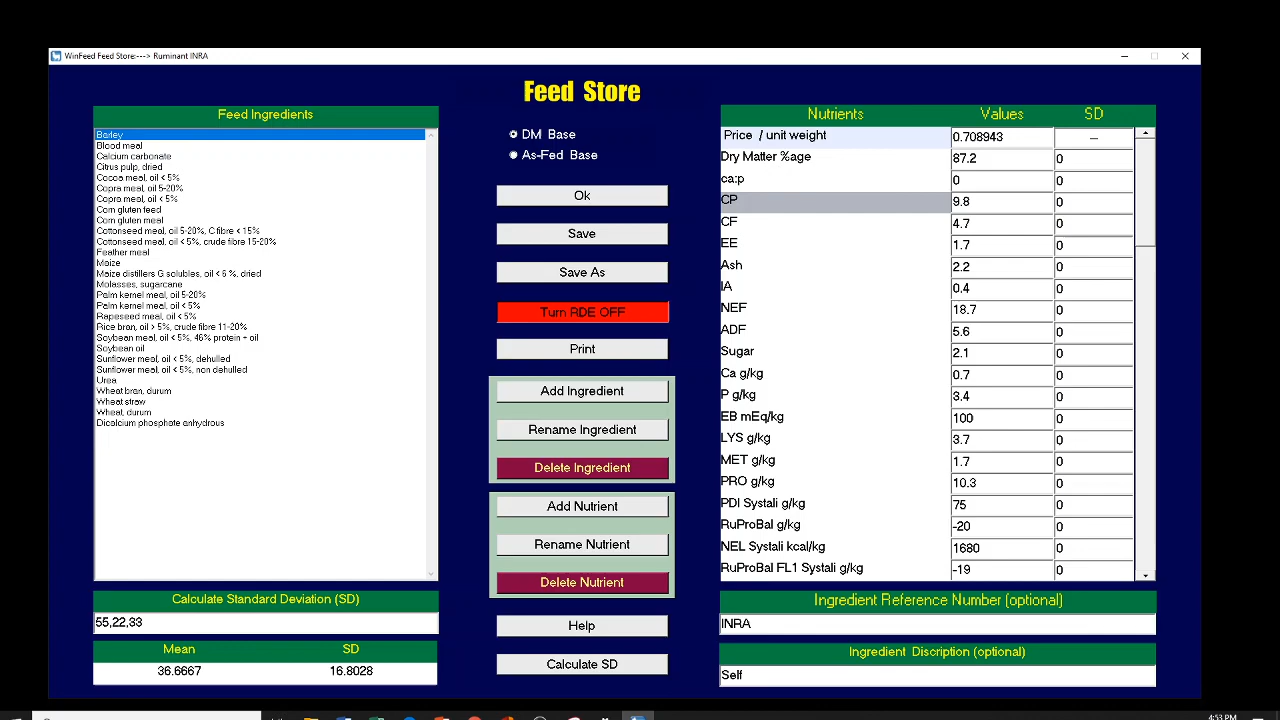 WinFeed Feed Store:---> Ruminant INRA
Feed Store
Feed Ingredients
Barley
Blood meal
Calcium carbonate
Citrus pulp, dried
Cocoa meal, oil < 5%
Copra meal, oil 5-20%
Copra meal, oil < 5%
Corn gluten feed
Corn gluten meal
Cottonseed meal, oil 5-20%, C fibre < 15%
Cottonseed meal, oil < 5%, crude fibre 15-20%
Feather meal
Maize
Maize distillers G solubles, oil < 6 %, dried
Molasses, sugarcane
Palm kernel meal, oil 5-20%
Palm kernel meal, oil < 5%
Rapeseed meal, oil < 5%
Rice bran, oil > 5%, crude fibre 11-20%
Soybean meal, oil < 5%, 46% protein + oil
Soybean oil
Sunflower meal, oil < 5%, dehulled
Sunflower meal, oil < 5%, non dehulled
Urea
Wheat bran, durum
Wheat straw
Wheat, durum
Dicalcium phosphate anhydrous
Calculate Standard Deviation (SD)
55,22,33
Mean SD
36.6667 16.8028
DM Base
As-Fed Base
Ok
Save
Save As
Turn RDE OFF
Print
Add Ingredient
Rename Ingredient
Delete Ingredient
Add Nutrient
Rename Nutrient
Delete Nutrient
Help
Calculate SD
Nutrients Values SD
Price / unit weight 0.708943 --
Dry Matter %age 87.2 0
ca:p 0 0
CP 9.8 0
CF 4.7 0
EE 1.7 0
Ash 2.2 0
IA 0.4 0
NEF 18.7 0
ADF 5.6 0
Sugar 2.1 0
Ca g/kg 0.7 0
P g/kg 3.4 0
EB mEq/kg 100 0
LYS g/kg 3.7 0
MET g/kg 1.7 0
PRO g/kg 10.3 0
PDI Systali g/kg 75 0
RuProBal g/kg -20 0
NEL Systali kcal/kg 1680 0
RuProBal FL1 Systali g/kg -19 0
Ingredient Reference Number (optional)
INRA
Ingredient Discription (optional)
Self
4:53 PM